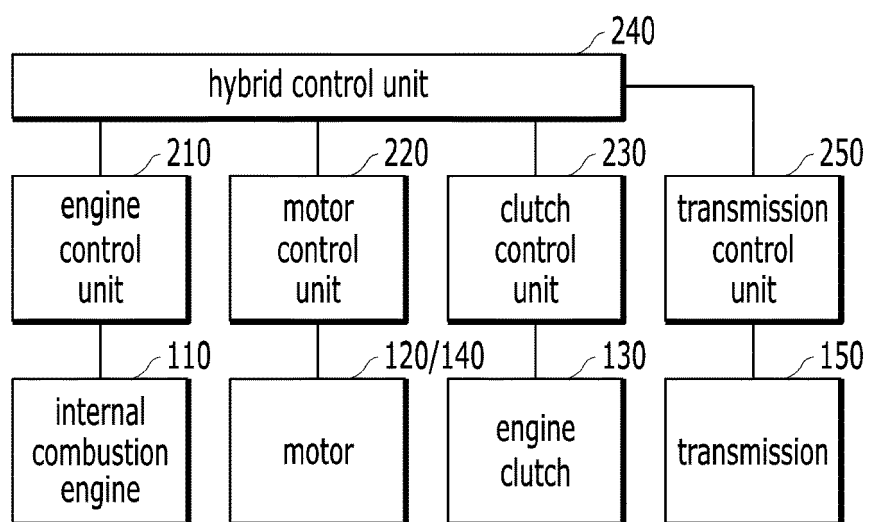 240
hybrid control unit
210
220
230
250
engine
control
unit
motor
control
unit
clutch
control
unit
transmission
control
unit
110
120/140
130
150
internal
combustion
engine
motor
engine
clutch
transmission